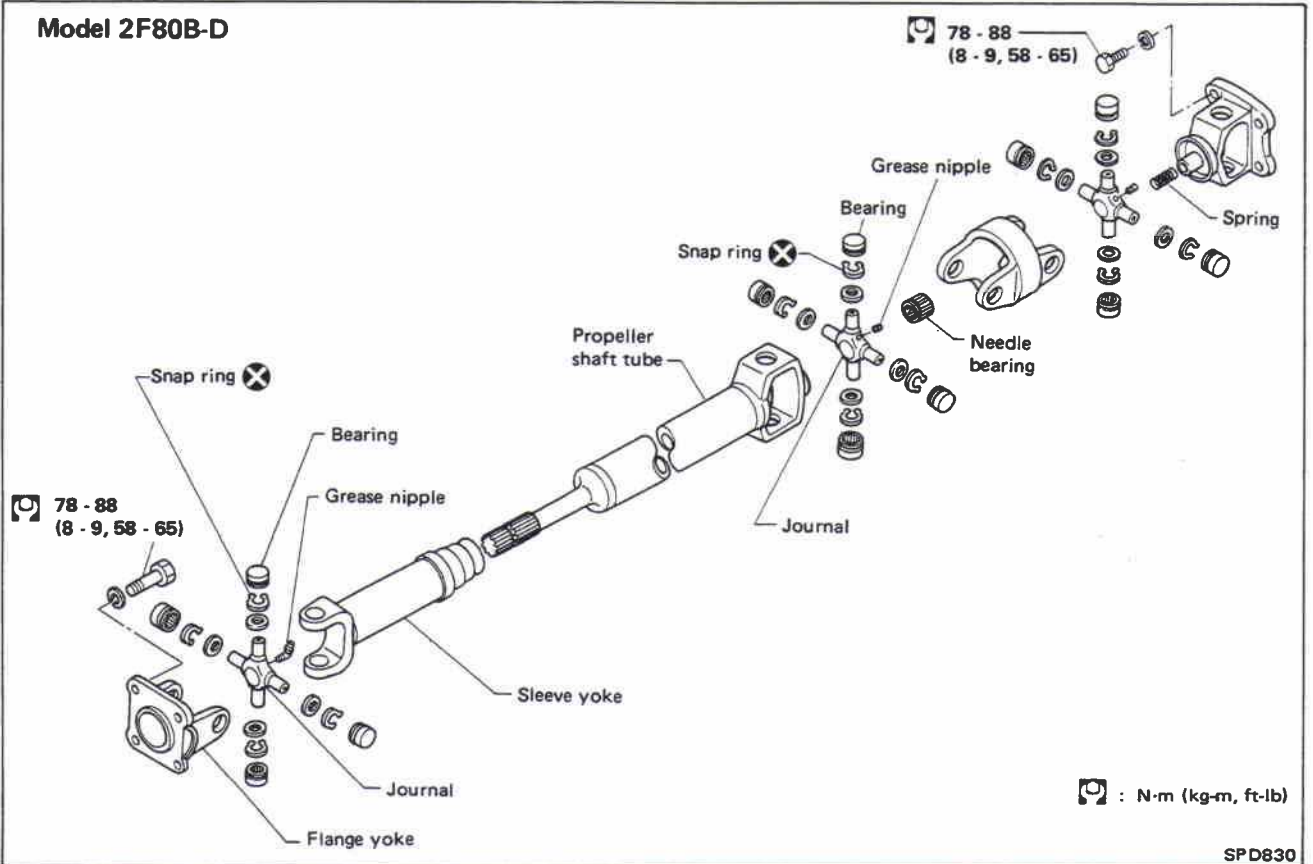 Model 2F80B-D
78 - 88
(8 - 9, 58 - 65)
Grease nipple
Bearing
Spring
Snap ring
Needle
bearing
Propeller
shaft tube
Snap ring
Bearing
Grease nipple
Journal
78 - 88
(8 - 9, 58 - 65)
Sleeve yoke
Journal
Flange yoke
: N·m (kg-m, ft-lb)
SPD830